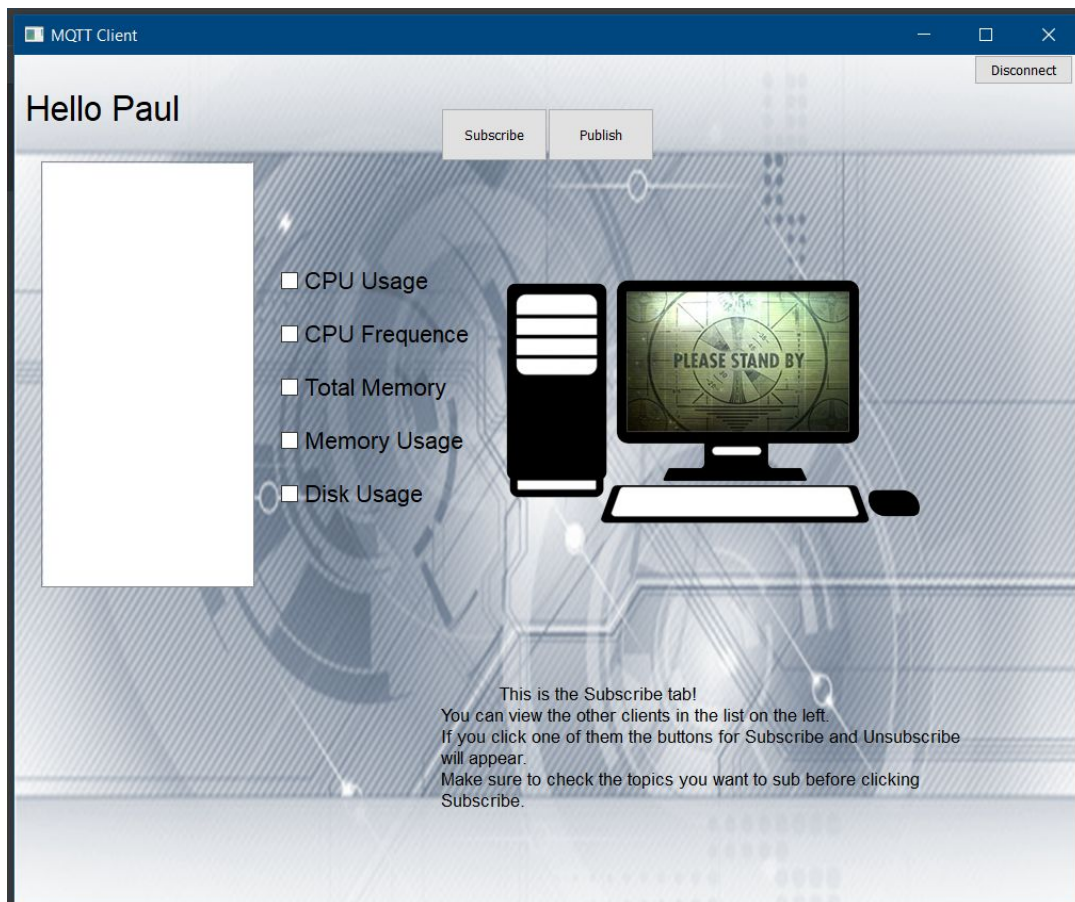 MQTT Client
Disconnect
Hello Paul
Subscribe
Publish
CPU Usage
CPU Frequence
Total Memory
Memory Usage
Disk Usage
PLEASE STAND BY
This is the Subscribe tab!
You can view the other clients in the list on the left.
If you click one of them the buttons for Subscribe and Unsubscribe
will appear.
Make sure to check the topics you want to sub before clicking
Subscribe.